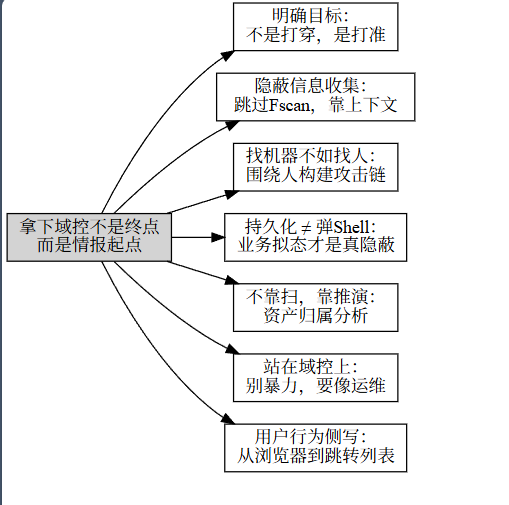 明确目标：
不是打穿，是打准
隐蔽信息收集：
跳过Fscan，靠上下文
找机器不如找人：
围绕人构建攻击链
拿下域控不是终点
而是情报起点
持久化 ≠ 弹Shell：
业务拟态才是真隐蔽
不靠扫，靠推演：
资产归属分析
站在域控上：
别暴力，要像运维
用户行为侧写：
从浏览器到跳转列表